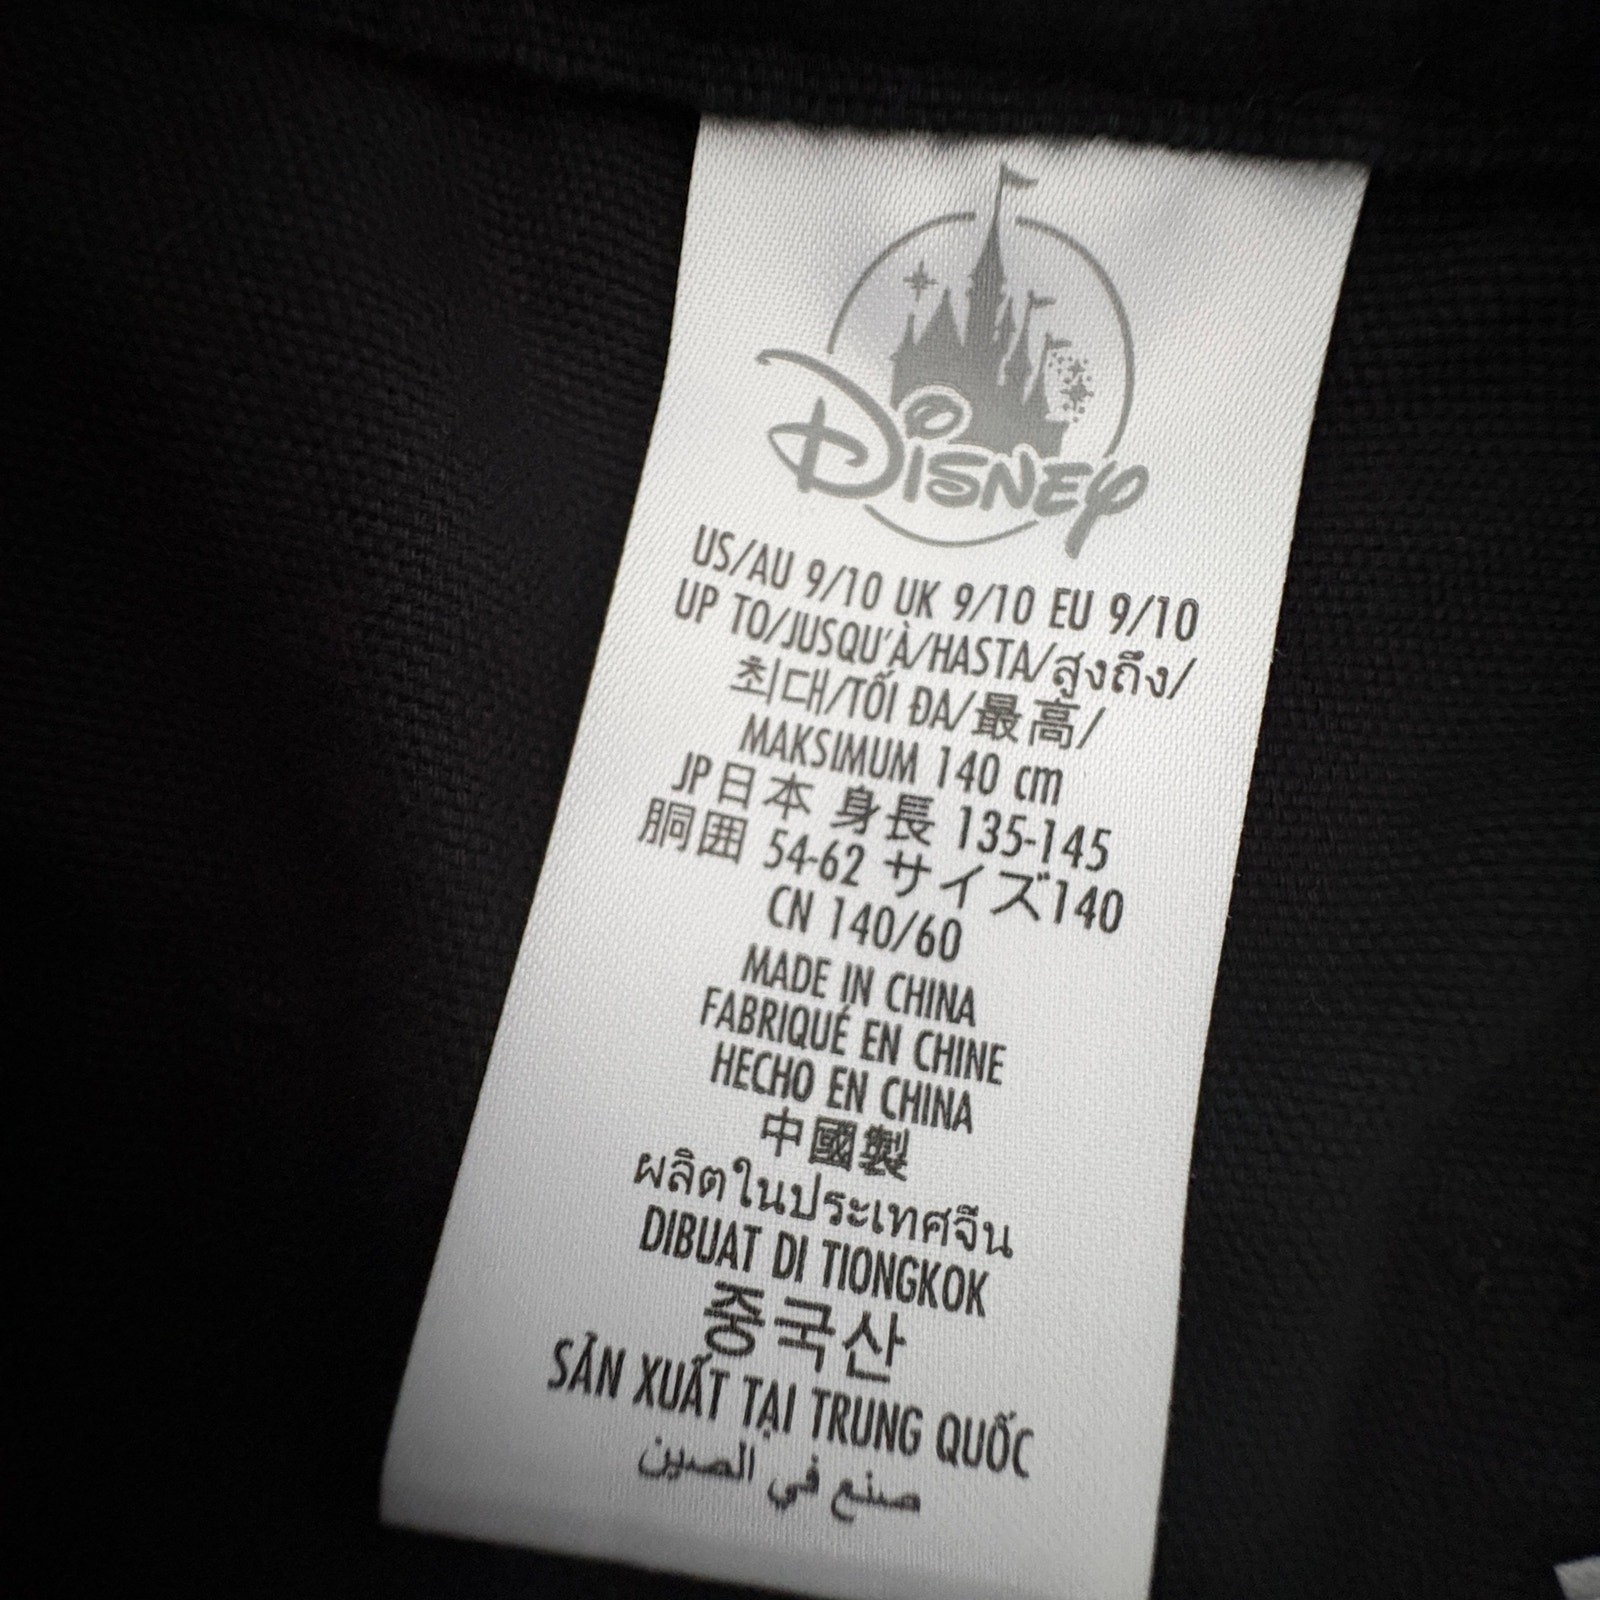 Disney
US/AU 9/10 UK 9/10 EU 9/10
UP TO/JUSQU'À/HASTA/สูงถึง/
최대/TỐI ĐA/最高/
MAKSIMUM 140 cm
JP日本 身長 135-145
胴囲 54-62 サイズ140
CN 140/60
MADE IN CHINA
FABRIQUÉ EN CHINE
HECHO EN CHINA
中國製
ผลิตในประเทศจีน
DIBUAT DI TIONGKOK
중국산
SẢN XUẤT TẠI TRUNG QUỐC
صنع في الصين